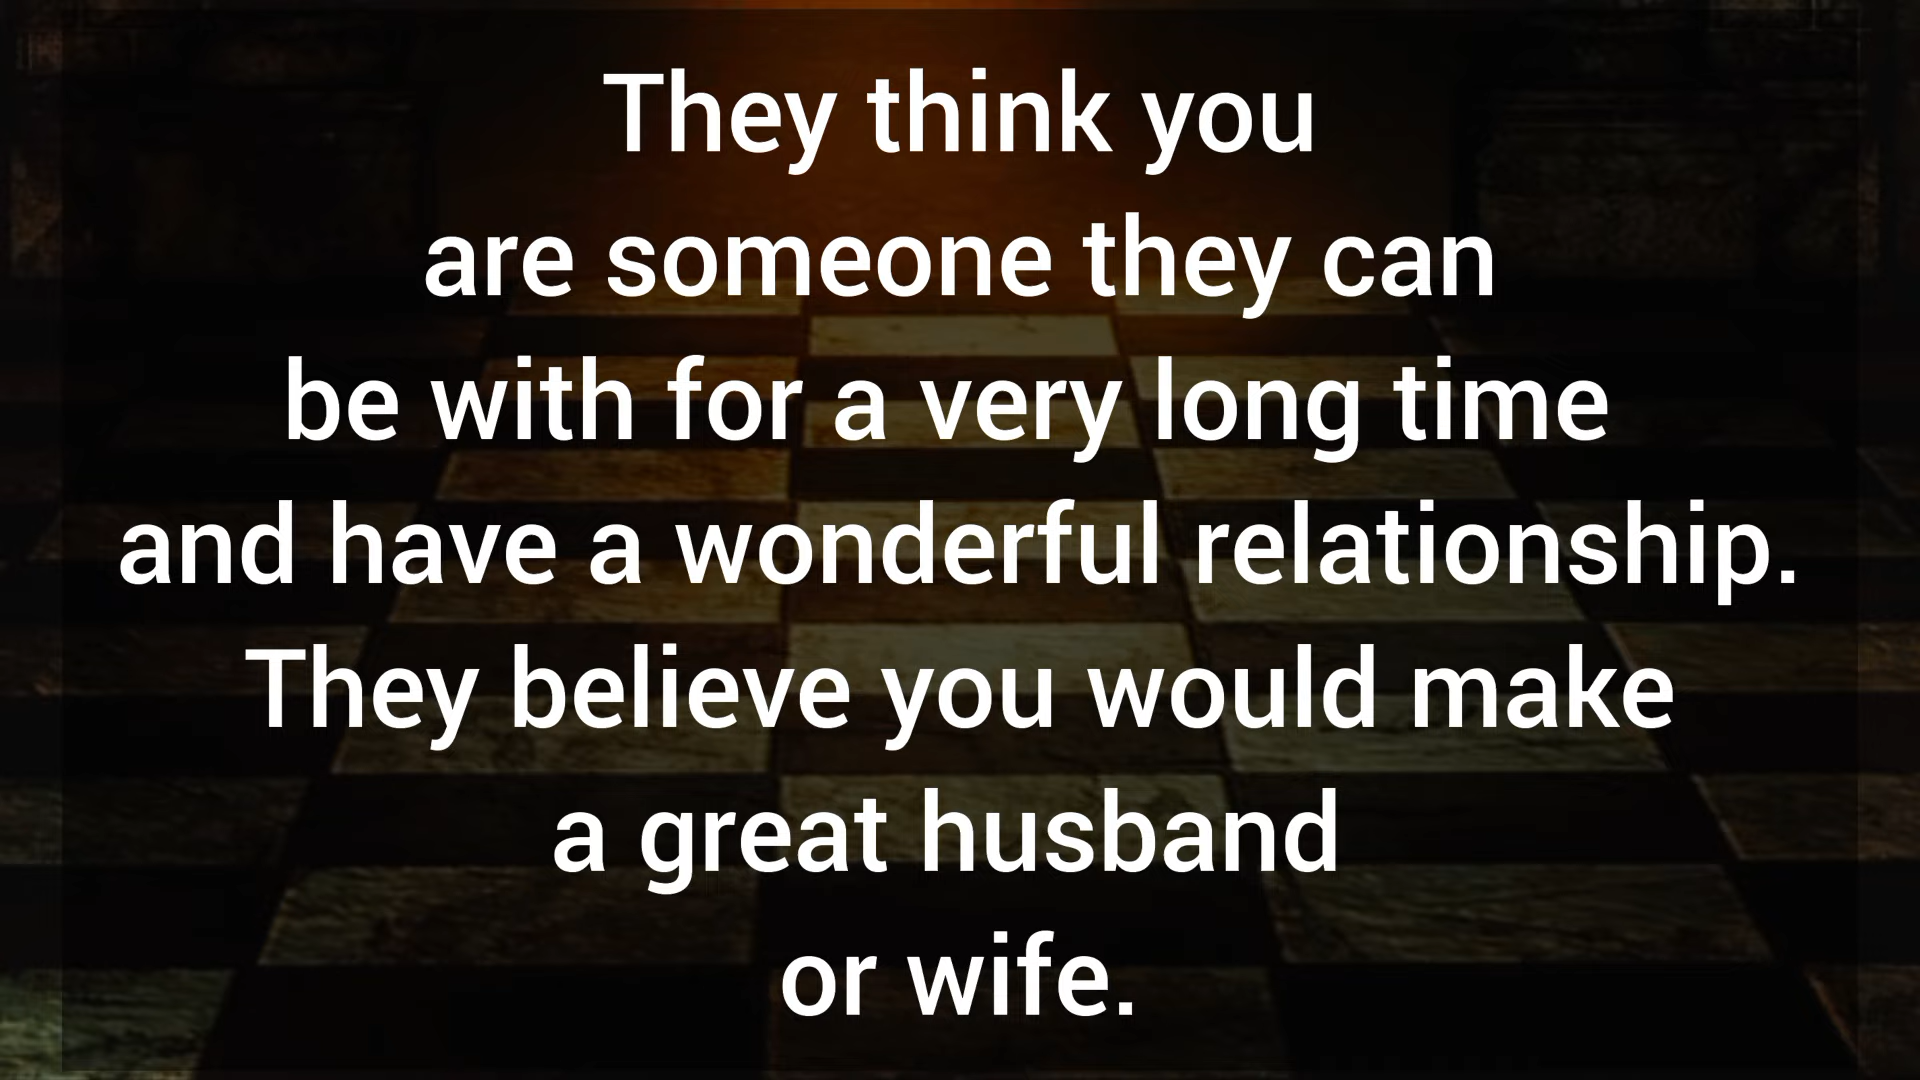 They think you
are someone they can
be with for a very long time
and have a wonderful relationship.
They believe you would make
a great husband
or wife.